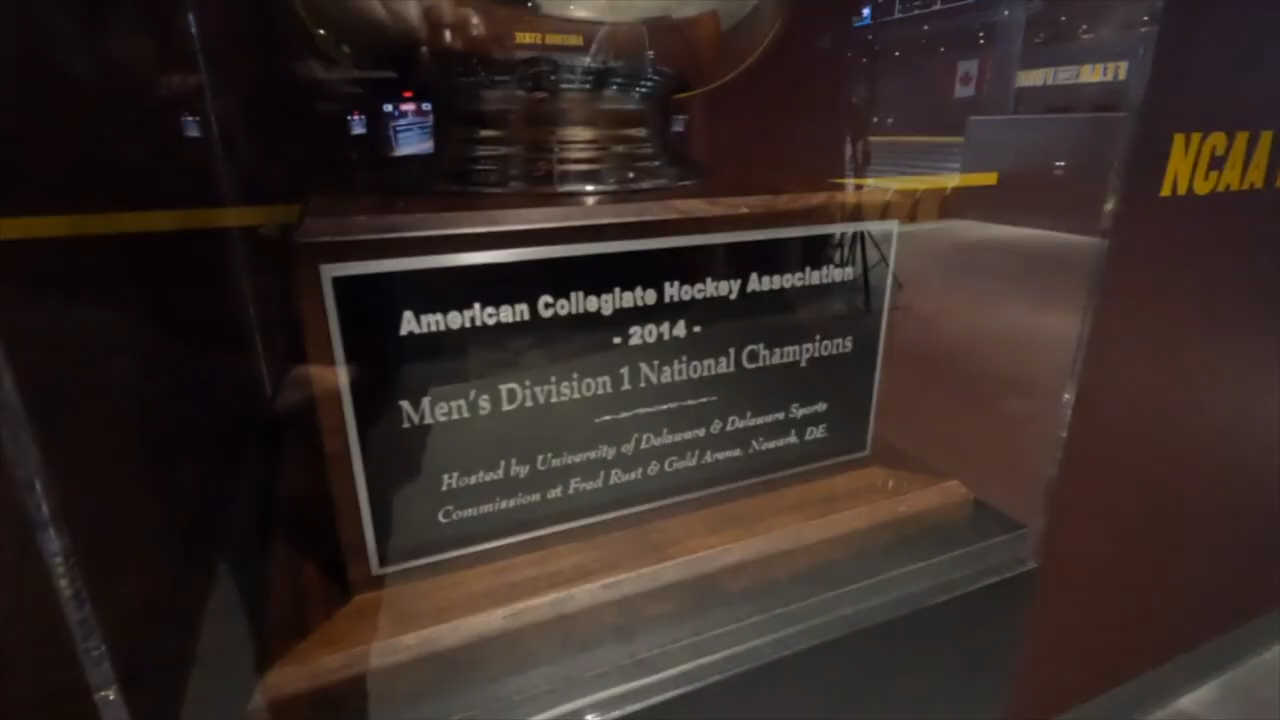 NCAA
American Collegiate Hockey Association
- 2014 -
Men's Division 1 National Champions
Hosted by University of Delaware & Delaware Sports
Commission at Fred Rust & Gold Arena, Newark, DE.